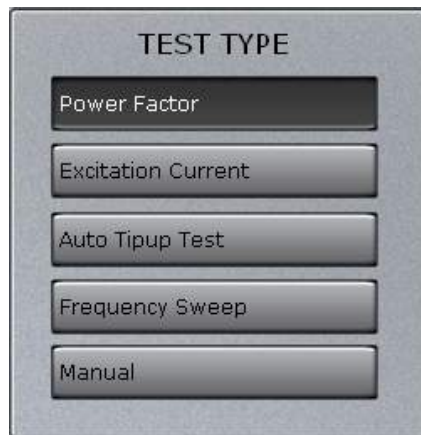 TEST TYPE
Power Factor
Excitation Current
Auto Tipup Test
Frequency Sweep
Manual